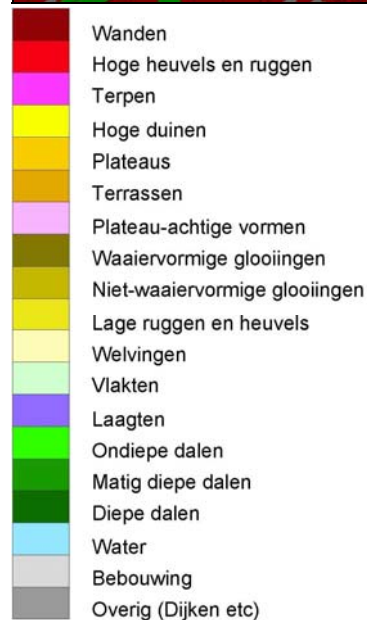 Wanden
Hoge heuvels en ruggen
Terpen
Hoge duinen
Plateaus
Terrassen
Plateau-achtige vormen
Waaiervormige glooiingen
Niet-waaiervormige glooiingen
Lage ruggen en heuvels
Welvingen
Vlakten
Laagten
Ondiepe dalen
Matig diepe dalen
Diepe dalen
Water
Bebouwing
Overig (Dijken etc)